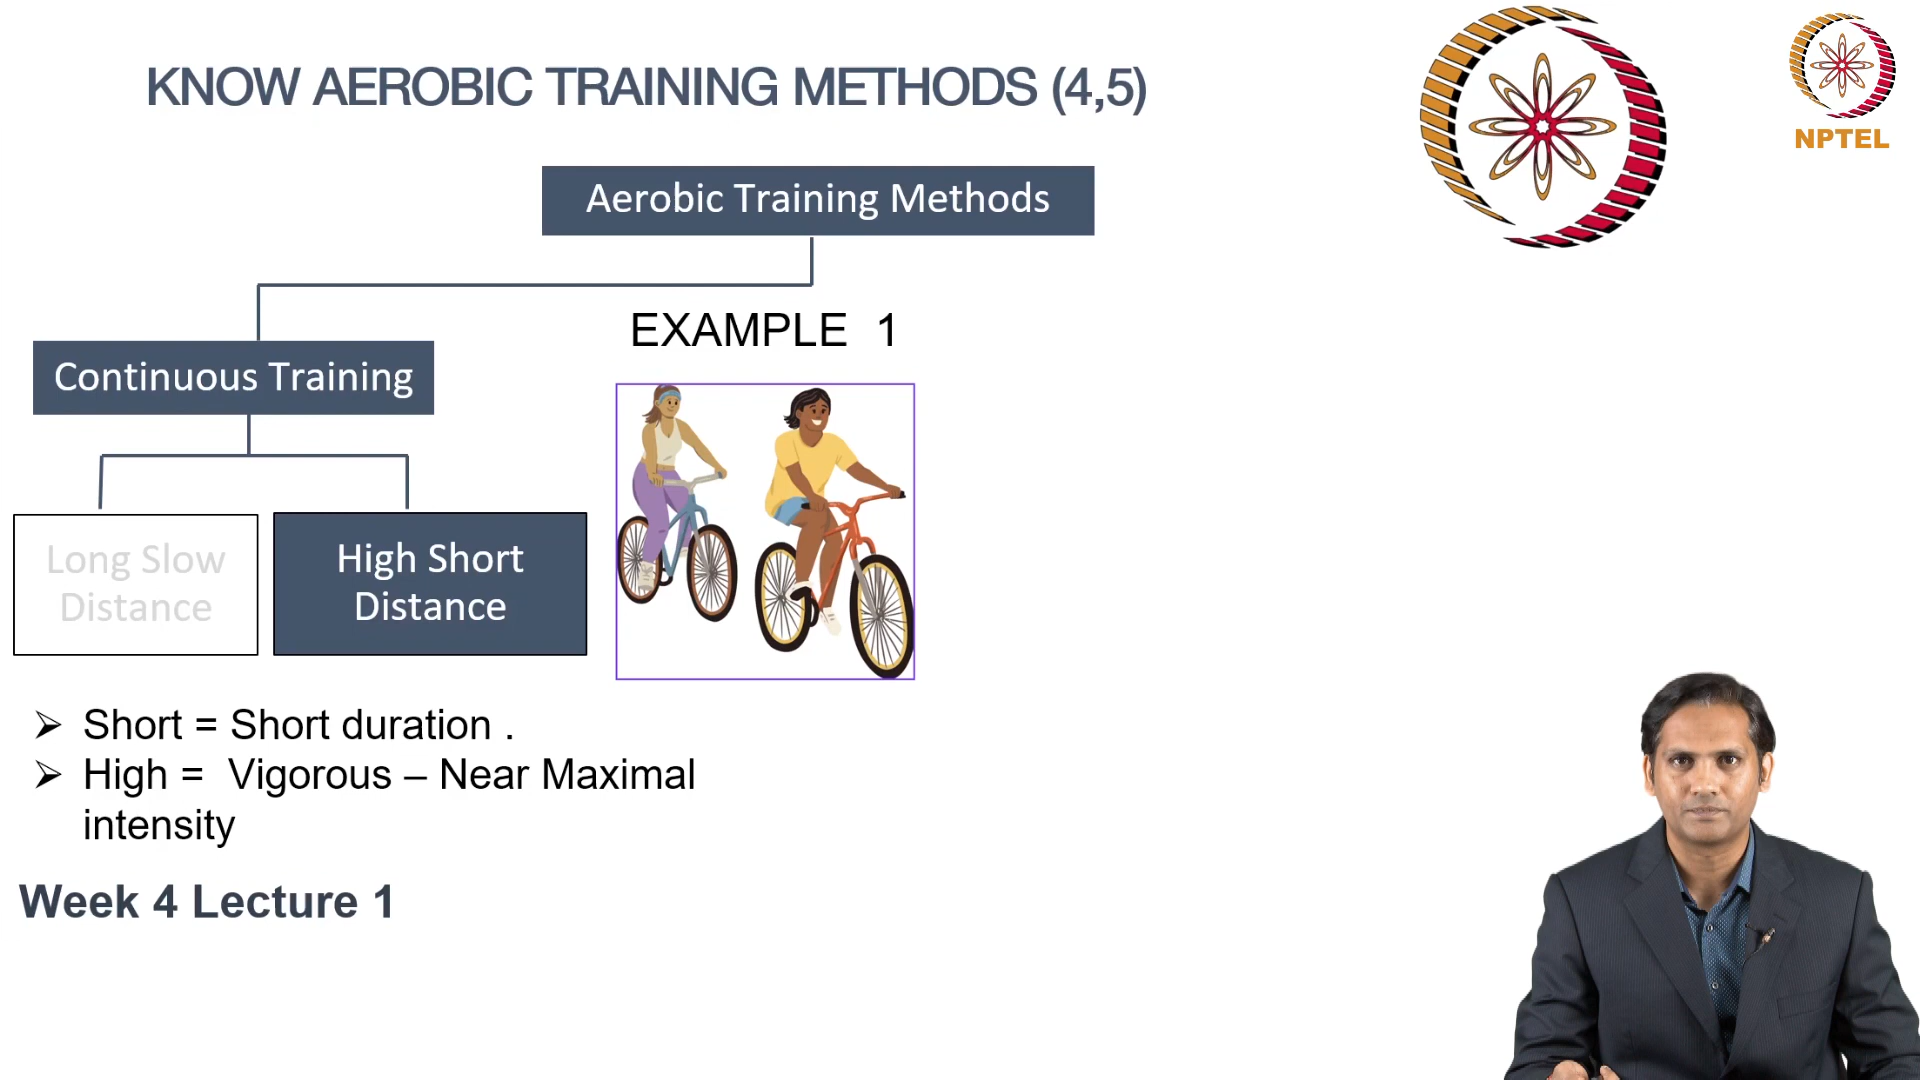 KNOW AEROBIC TRAINING METHODS (4,5)
NPTEL
Aerobic Training Methods
EXAMPLE 1
Continuous Training
Long Slow
Distance
High Short
Distance
➢ Short = Short duration .
➢ High = Vigorous – Near Maximal
intensity
Week 4 Lecture 1